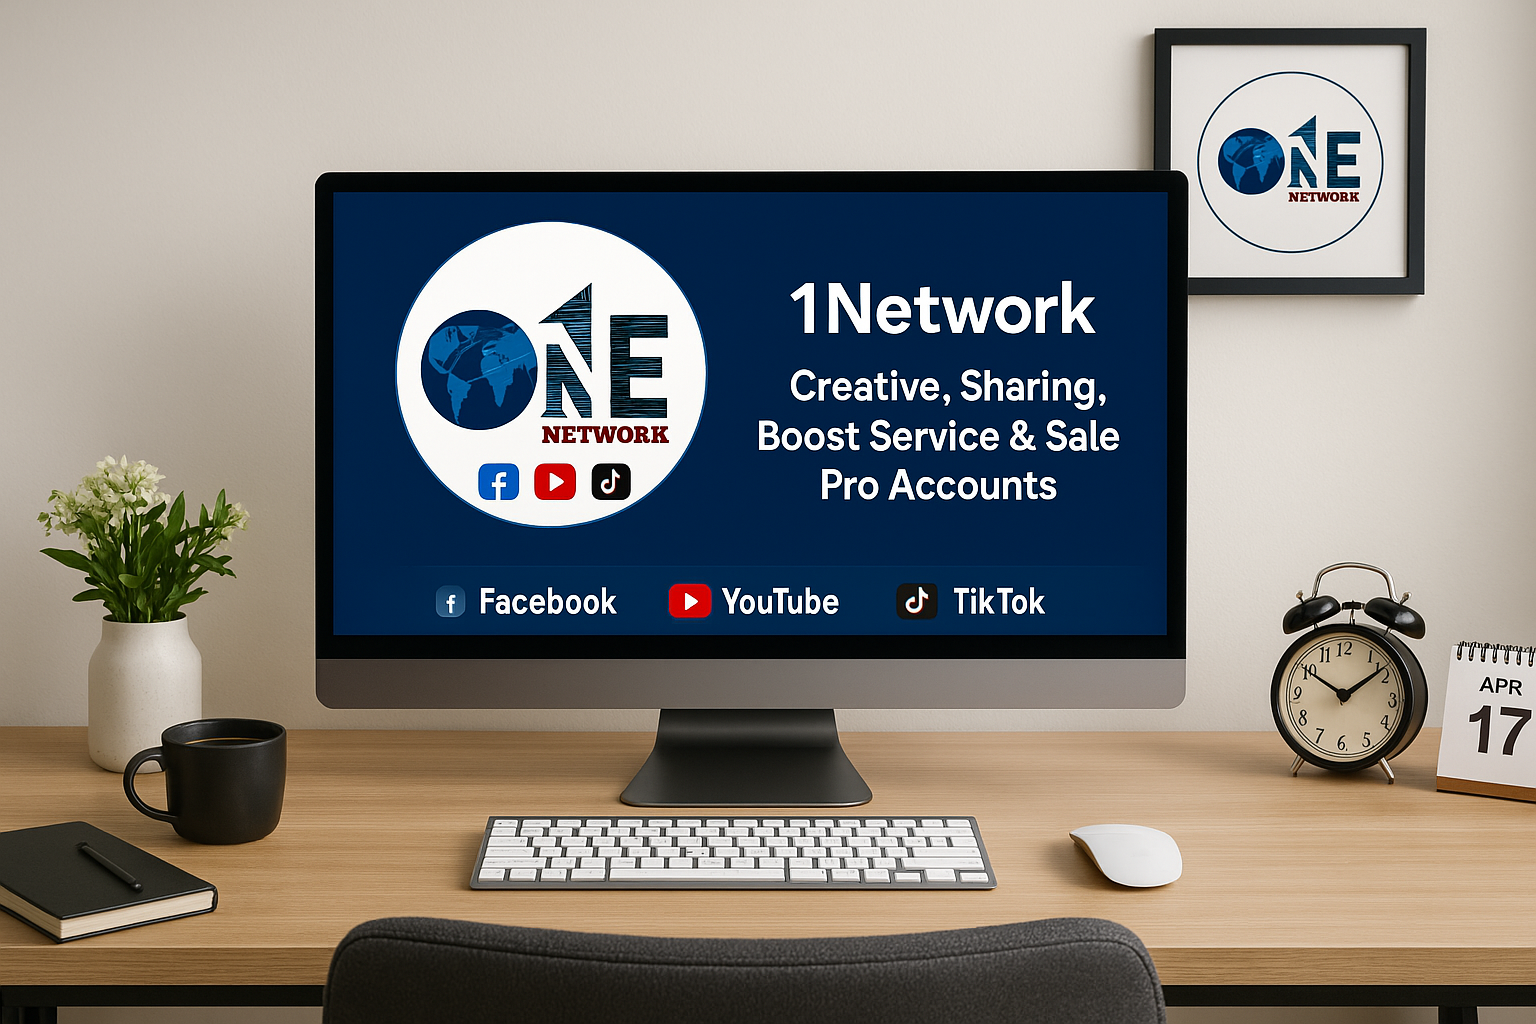 ONE
NETWORK
1Network
Creative, Sharing,
Boost Service & Sale
Pro Accounts
Facebook
YouTube
TikTok
ONE
NETWORK
11 12 1
10 2
9 3
8 4
7 6 5
APR
17